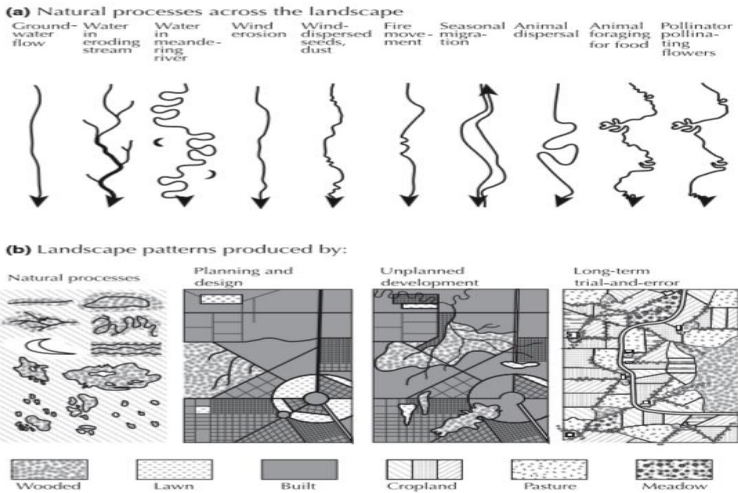 (a) Natural processes across the landscape
Ground-
water
flow
Water
in
eroding
stream
Water
in
meande-
ring
river
Wind
erosion
Wind-
dispersed
seeds,
dust
Fire
move-
ment
Seasonal
migra-
tion
Animal
dispersal
Animal
foraging
for food
Pollinator
pollina-
ting
flowers
(b) Landscape patterns produced by:
Natural processes
Planning and
design
Unplanned
development
Long-term
trial-and-error
Wooded
Lawn
Built
Cropland
Pasture
Meadow